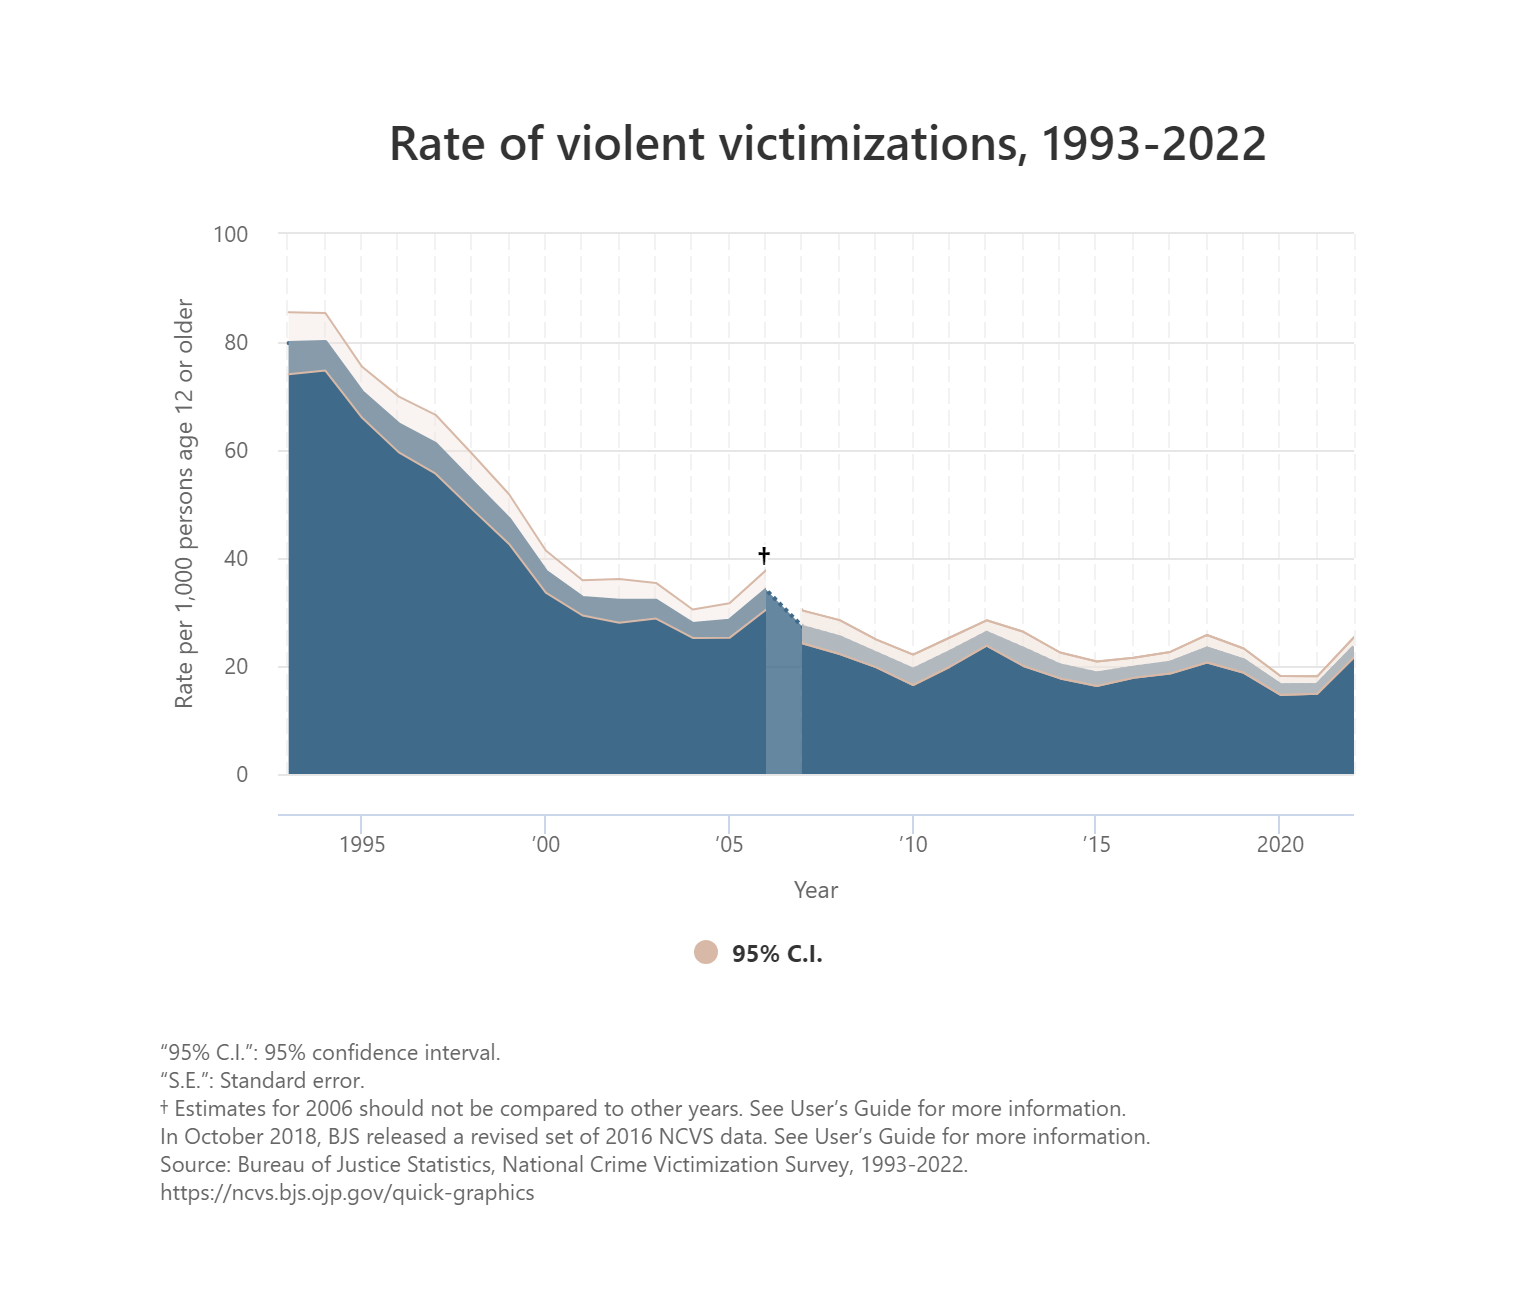 Rate of violent victimizations, 1993-2022
Rate per 1,000 persons age 12 or older
100
80
60
40
20
0
†
1995
’00
’05
’10
’15
2020
Year
95% C.I.
“95% C.I.”: 95% confidence interval.
“S.E.”: Standard error.
† Estimates for 2006 should not be compared to other years. See User’s Guide for more information.
In October 2018, BJS released a revised set of 2016 NCVS data. See User’s Guide for more information.
Source: Bureau of Justice Statistics, National Crime Victimization Survey, 1993-2022.
https://ncvs.bjs.ojp.gov/quick-graphics